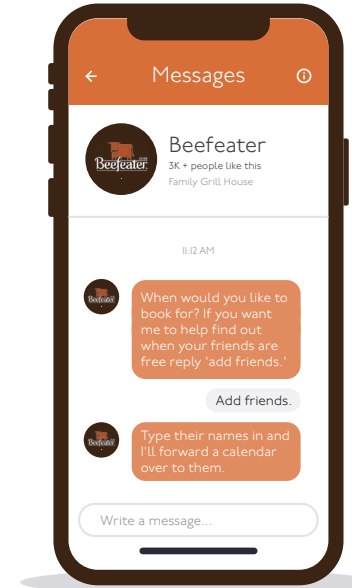 Messages
Beefeater
Beefeater
3K + people like this
Family Grill House
11:12 AM
Beefeater
When would you like to
book for? If you want
me to help find out
when your friends are
free reply 'add friends.'
Add friends.
Beefeater
Type their names in and
I'll forward a calendar
over to them.
Write a message...